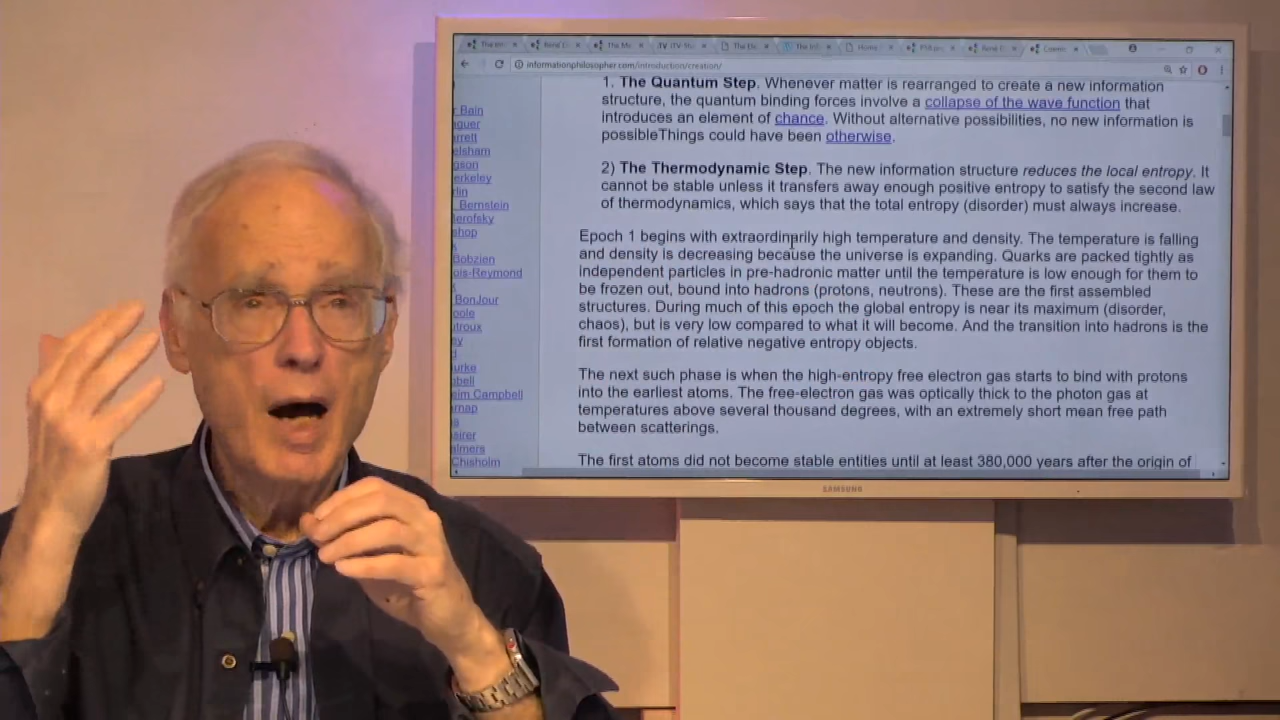 informationphilosopher.com/introduction/creation/
Bain
Bernstein
Bobzien
ois-Reymond
BonJour
eim Campbell
Chisholm
1. The Quantum Step. Whenever matter is rearranged to create a new information
structure, the quantum binding forces involve a collapse of the wave function that
introduces an element of chance. Without alternative possibilities, no new information is
possibleThings could have been otherwise.
2) The Thermodynamic Step. The new information structure reduces the local entropy. It
cannot be stable unless it transfers away enough positive entropy to satisfy the second law
of thermodynamics, which says that the total entropy (disorder) must always increase.
Epoch 1 begins with extraordinarily high temperature and density. The temperature is falling
and density is decreasing because the universe is expanding. Quarks are packed tightly as
independent particles in pre-hadronic matter until the temperature is low enough for them to
be frozen out, bound into hadrons (protons, neutrons). These are the first assembled
structures. During much of this epoch the global entropy is near its maximum (disorder,
chaos), but is very low compared to what it will become. And the transition into hadrons is the
first formation of relative negative entropy objects.
The next such phase is when the high-entropy free electron gas starts to bind with protons
into the earliest atoms. The free-electron gas was optically thick to the photon gas at
temperatures above several thousand degrees, with an extremely short mean free path
between scatterings.
The first atoms did not become stable entities until at least 380,000 years after the origin of
SAMSUNG